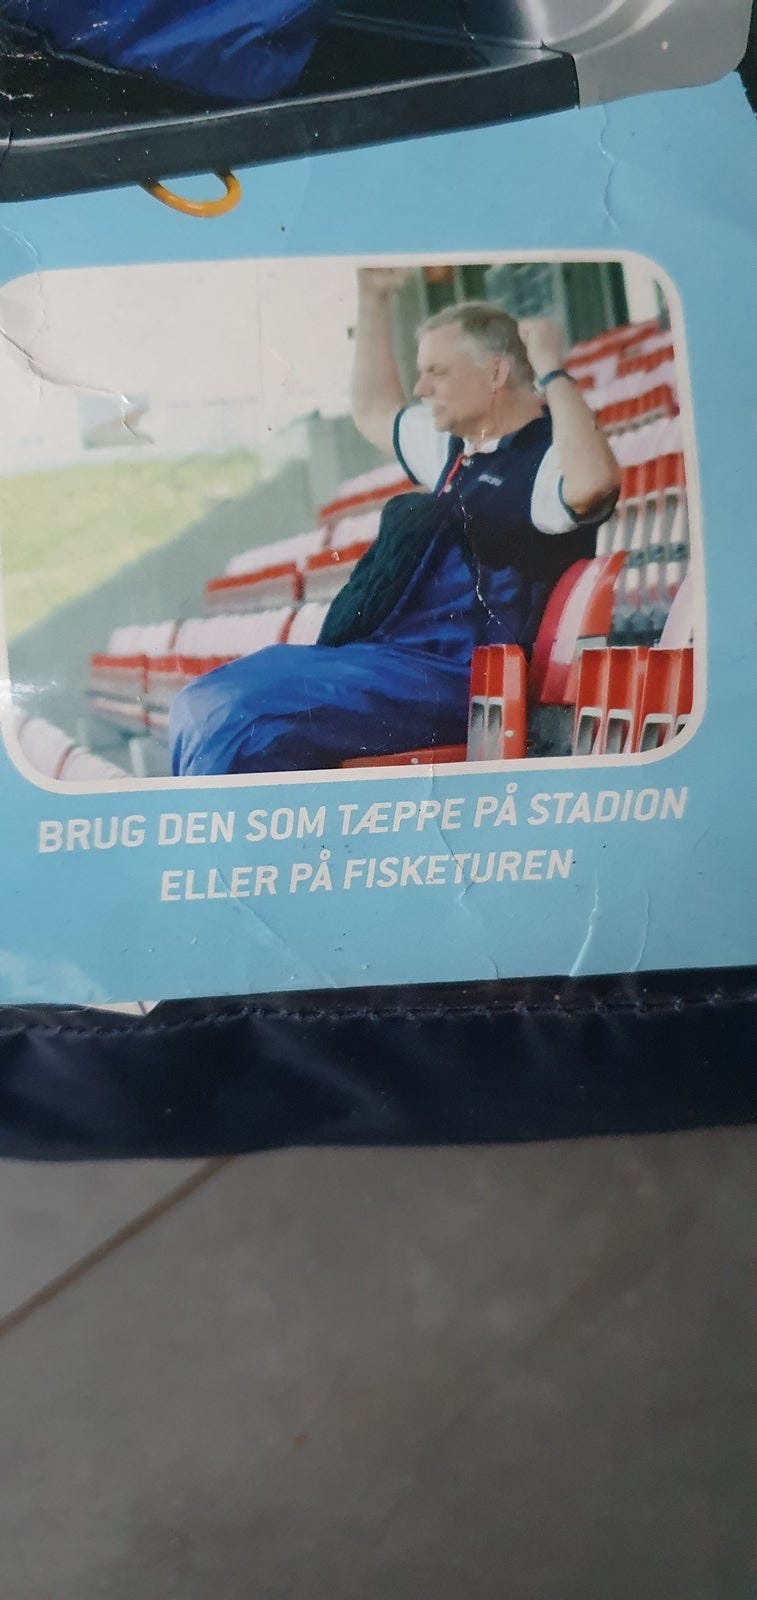 BRUG DEN SOM TÆPPE PÅ STADION
ELLER PÅ FISKETUREN